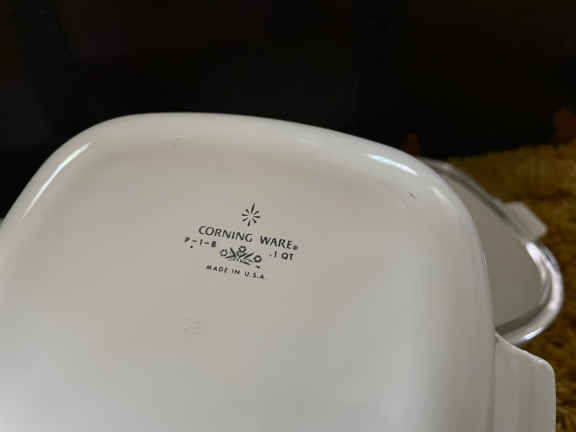 CORNING WARE®
P-1-B 1 QT
MADE IN U.S.A.